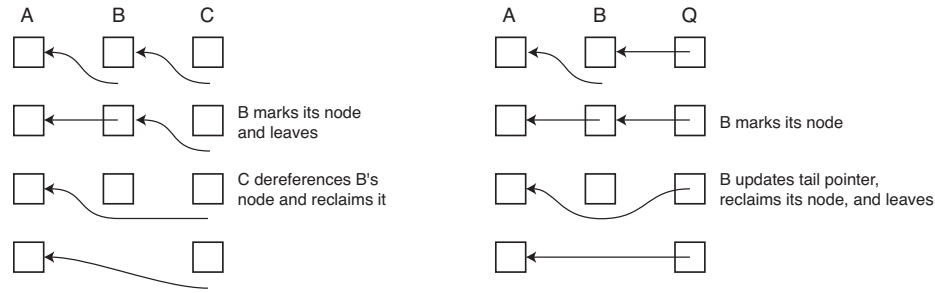 A B C
B marks its node
and leaves
C dereferences B's
node and reclaims it
A B Q
B marks its node
B updates tail pointer,
reclaims its node, and leaves